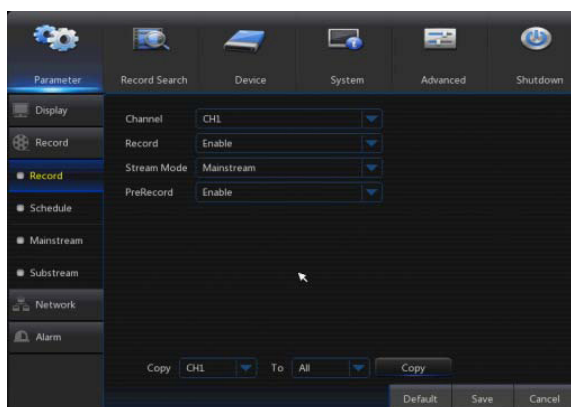 Parameter Record Search Device System Advanced Shutdown
Display
Record
Record
Schedule
Mainstream
Substream
Network
Alarm
Channel CH1
Record Enable
Stream Mode Mainstream
PreRecord Enable
Copy CH1 To All Copy
Default Save Cancel